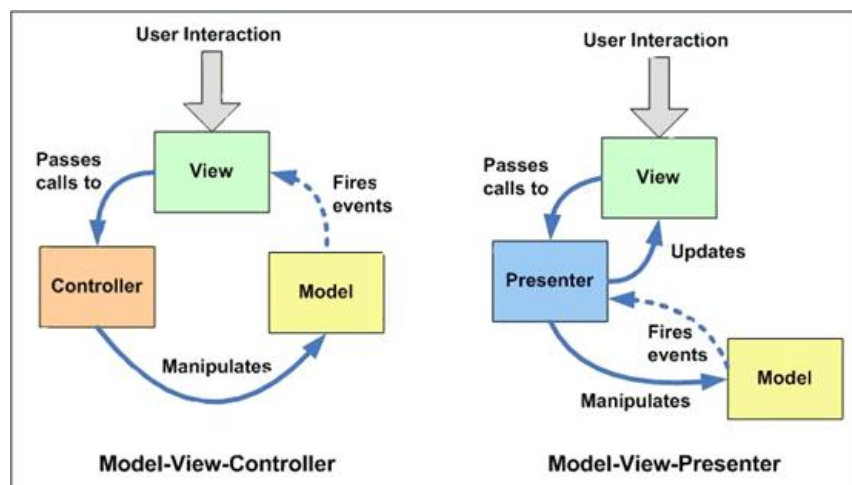 User Interaction
View
Passes
calls to
Fires
events
Controller
Model
Manipulates
Model-View-Controller
User Interaction
View
Passes
calls to
Updates
Presenter
Fires
events
Model
Manipulates
Model-View-Presenter